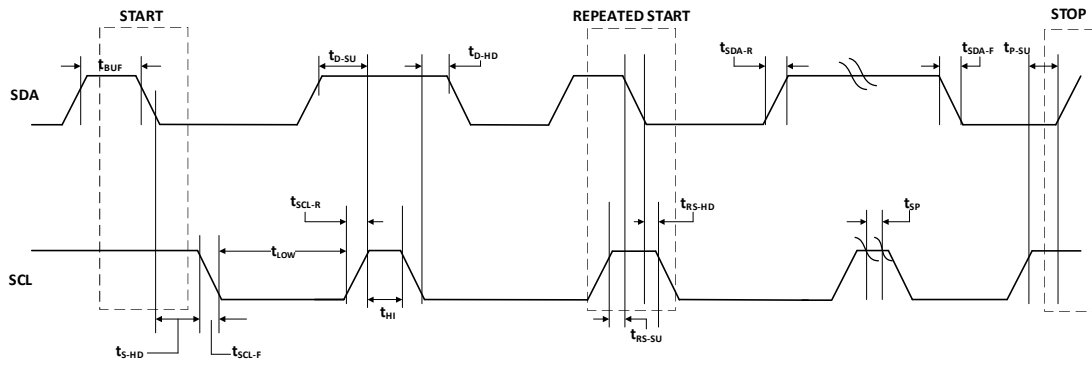 START
REPEATED START
STOP
tBUF
tD-SU
tD-HD
tSDA-R
tSDA-F
tP-SU
SDA
tSCL-R
tRS-HD
tSP
tLOW
SCL
tHI
tRS-SU
tS-HD
tSCL-F